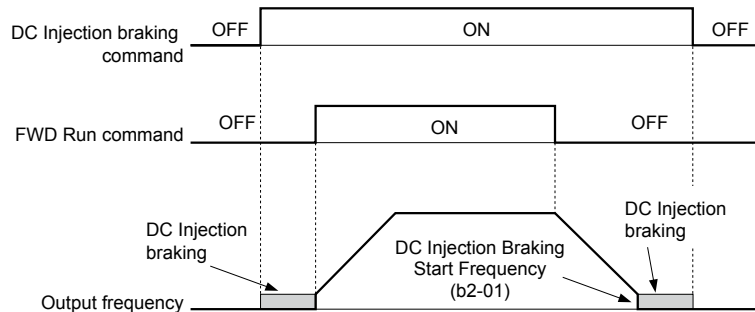 DC Injection braking
command
OFF
ON
OFF
FWD Run command
OFF
ON
OFF
DC Injection
braking
DC Injection Braking
Start Frequency
(b2-01)
DC Injection
braking
Output frequency